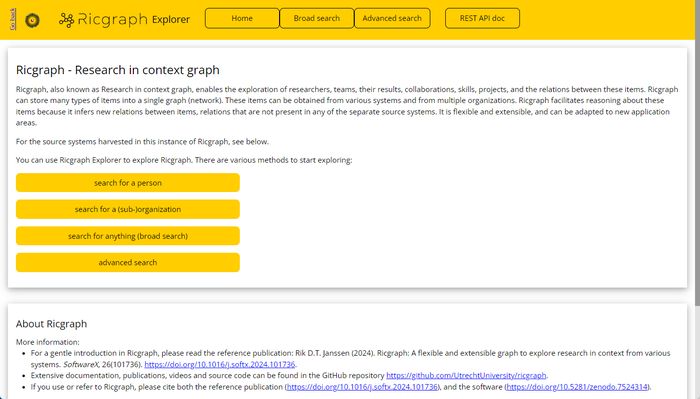 Go back
Ricgraph Explorer
Home
Broad search
Advanced search
REST API doc
Ricgraph - Research in context graph
Ricgraph, also known as Research in context graph, enables the exploration of researchers, teams, their results, collaborations, skills, projects, and the relations between these items. Ricgraph
can store many types of items into a single graph (network). These items can be obtained from various systems and from multiple organizations. Ricgraph facilitates reasoning about these
items because it infers new relations between items, relations that are not present in any of the separate source systems. It is flexible and extensible, and can be adapted to new application
areas.
For the source systems harvested in this instance of Ricgraph, see below.
You can use Ricgraph Explorer to explore Ricgraph. There are various methods to start exploring:
search for a person
search for a (sub-)organization
search for anything (broad search)
advanced search
About Ricgraph
More information:
• For a gentle introduction in Ricgraph, please read the reference publication: Rik D.T. Janssen (2024). Ricgraph: A flexible and extensible graph to explore research in context from various
systems. SoftwareX, 26(101736). https://doi.org/10.1016/j.softx.2024.101736.
• Extensive documentation, publications, videos and source code can be found in the GitHub repository https://github.com/UtrechtUniversity/ricgraph.
• If you use or refer to Ricgraph, please cite both the reference publication (https://doi.org/10.1016/j.softx.2024.101736), and the software (https://doi.org/10.5281/zenodo.7524314).